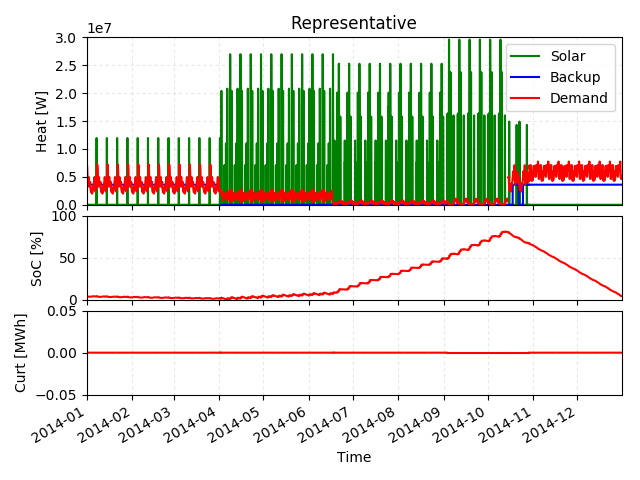 Representative
1e7
3.0
2.5
2.0
1.5
1.0
0.5
0.0
Heat [W]
Solar
Backup
Demand
100
50
0
SoC [%]
0.05
0.00
−0.05
Curt [MWh]
2014-01
2014-02
2014-03
2014-04
2014-05
2014-06
2014-07
2014-08
2014-09
2014-10
2014-11
2014-12
Time